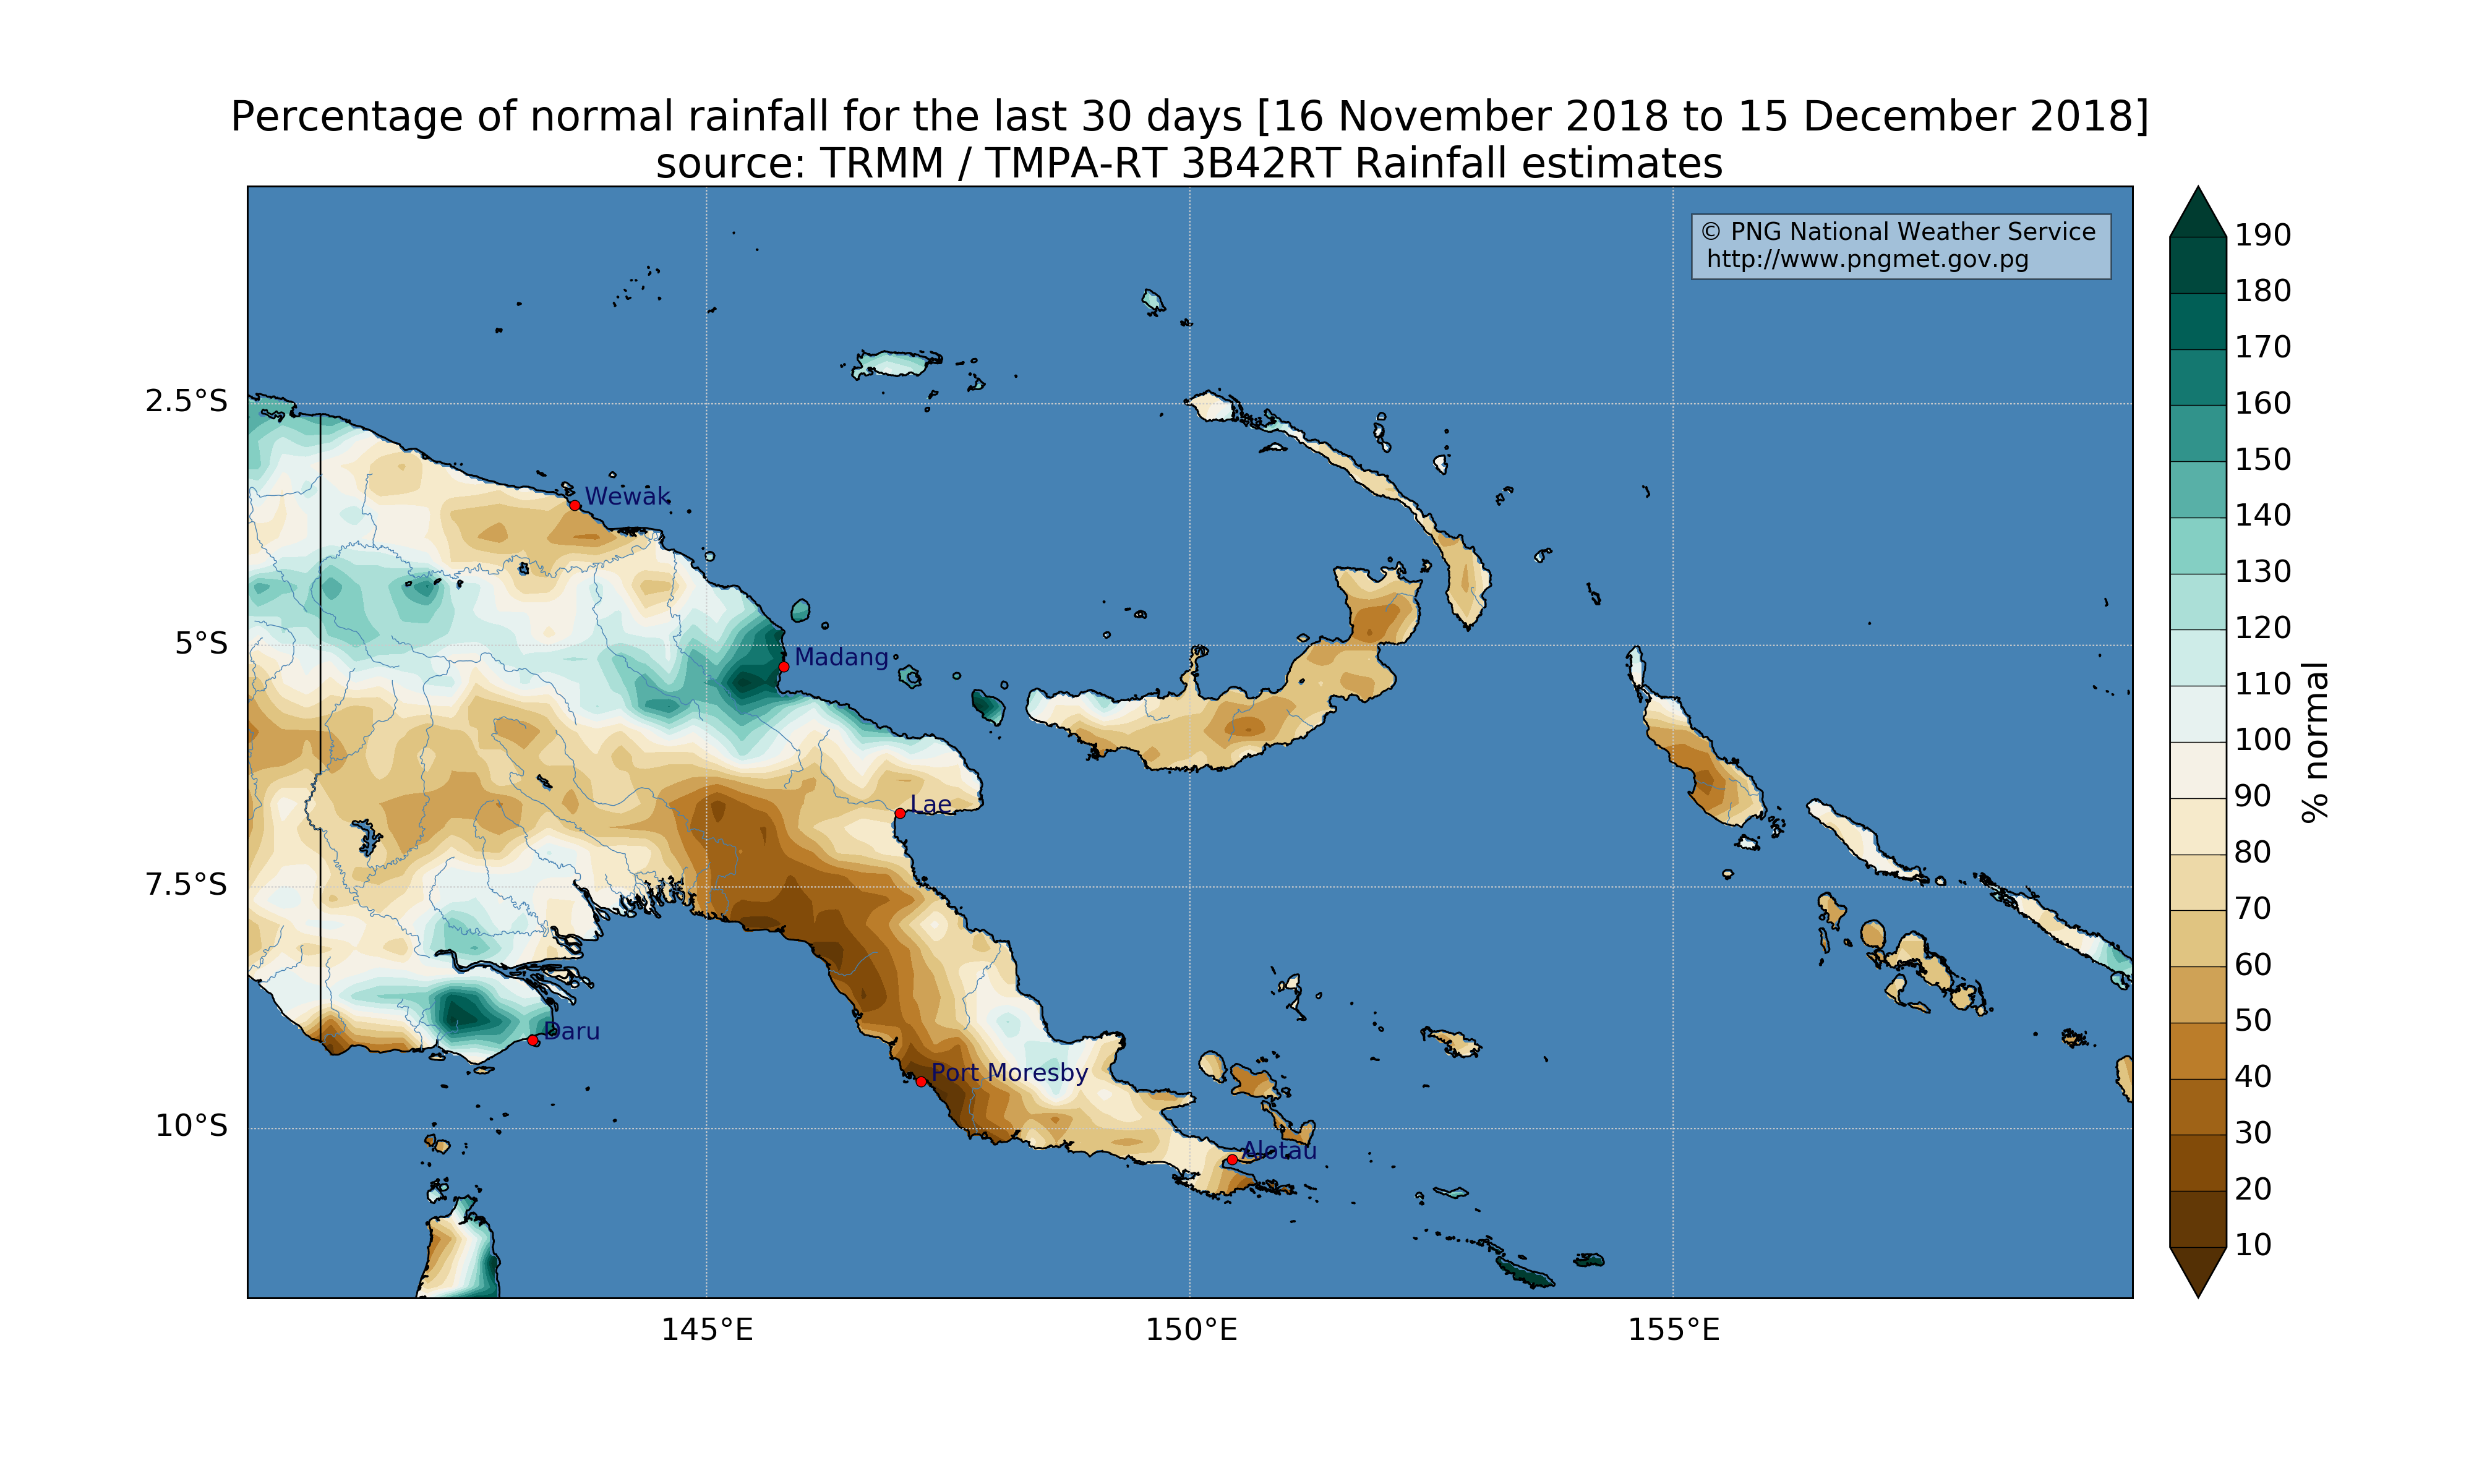 Percentage of normal rainfall for the last 30 days [16 November 2018 to 15 December 2018]
source: TRMM / TMPA-RT 3B42RT Rainfall estimates
© PNG National Weather Service
http://www.pngmet.gov.pg
190
180
170
160
150
140
130
120
110
100
90
80
70
60
50
40
30
20
10
% normal
2.5°S
5°S
7.5°S
10°S
Wewak
Madang
Lae
Daru
Port Moresby
Alotau
145°E
150°E
155°E